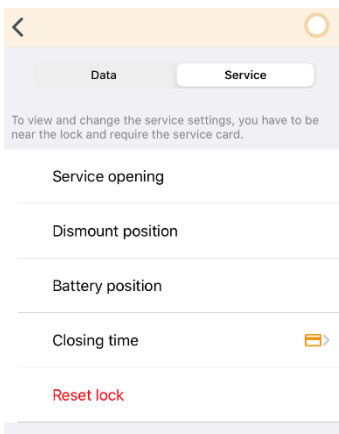 Data
Service
To view and change the service settings, you have to be
near the lock and require the service card.
Service opening
Dismount position
Battery position
Closing time
Reset lock